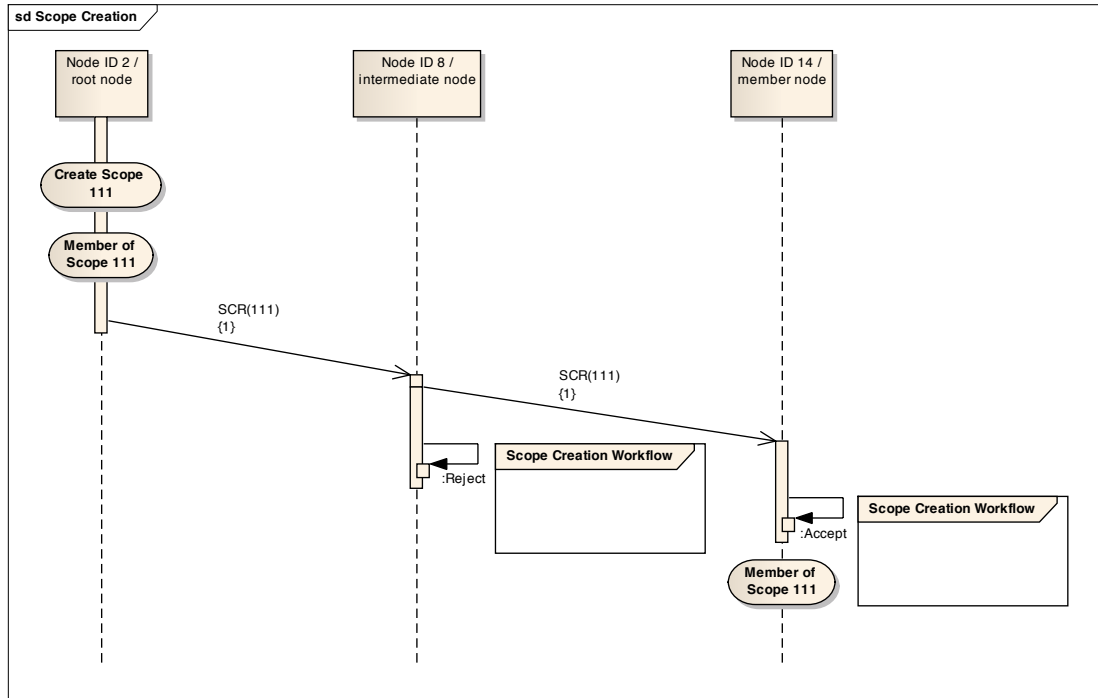 sd Scope Creation
Node ID 2 /
root node
Node ID 8 /
intermediate node
Node ID 14 /
member node
Create Scope
111
Member of
Scope 111
SCR(111)
{1}
SCR(111)
{1}
:Reject
Scope Creation Workflow
:Accept
Scope Creation Workflow
Member of
Scope 111